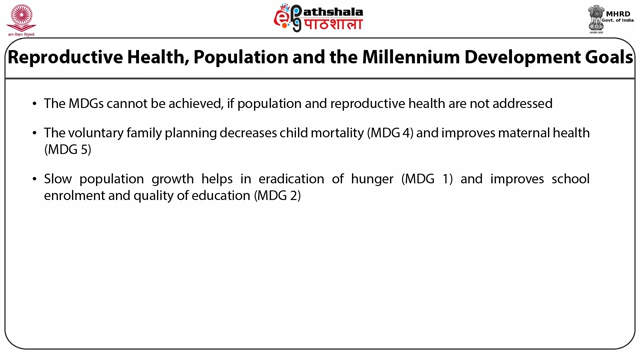 ePathshala
पाठशाला
MHRD
Govt. of India
Reproductive Health, Population and the Millennium Development Goals
• The MDGs cannot be achieved, if population and reproductive health are not addressed
• The voluntary family planning decreases child mortality (MDG 4) and improves maternal health
(MDG 5)
• Slow population growth helps in eradication of hunger (MDG 1) and improves school
enrolment and quality of education (MDG 2)